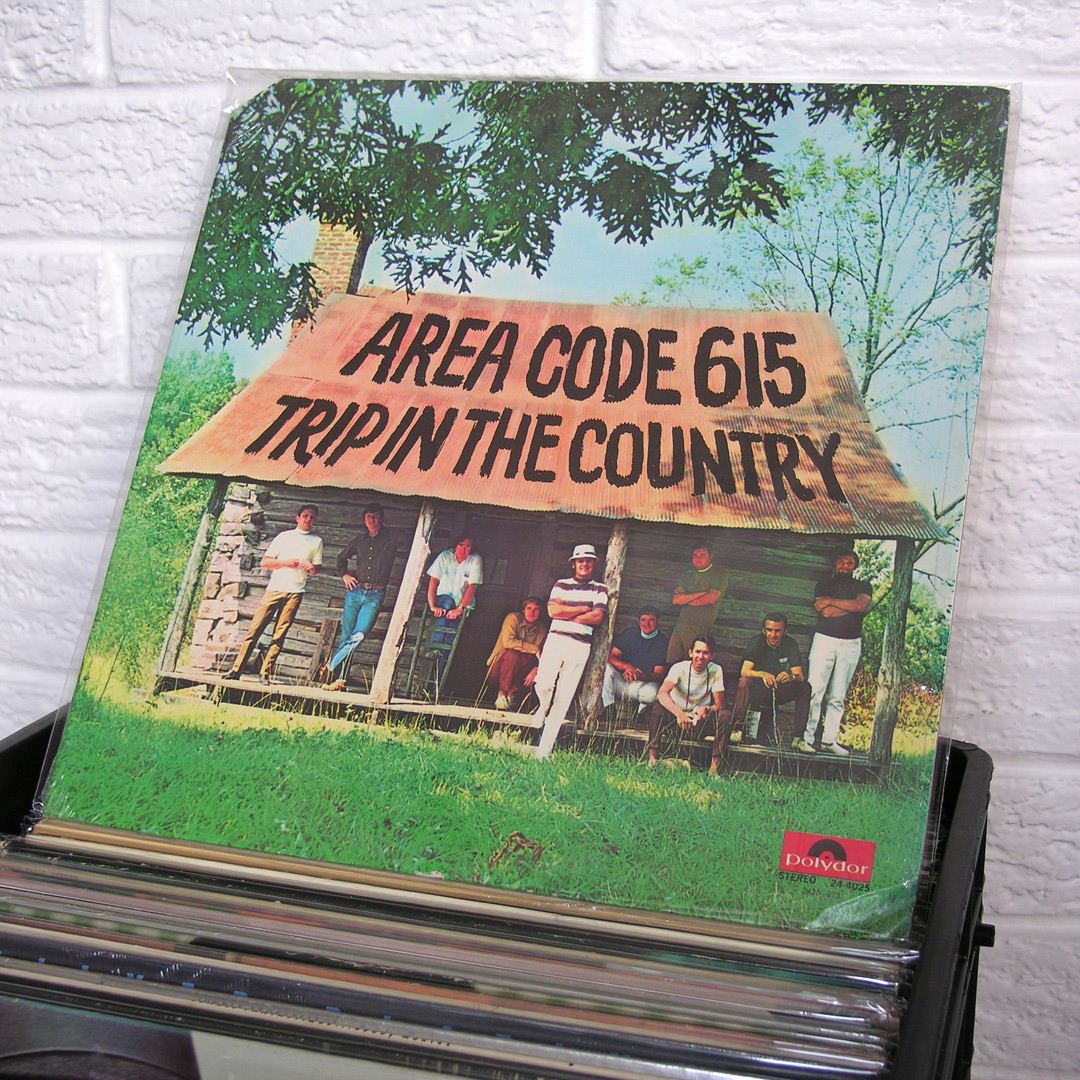 AREA CODE 615
TRIP IN THE COUNTRY
polydor
STEREO 24-4025